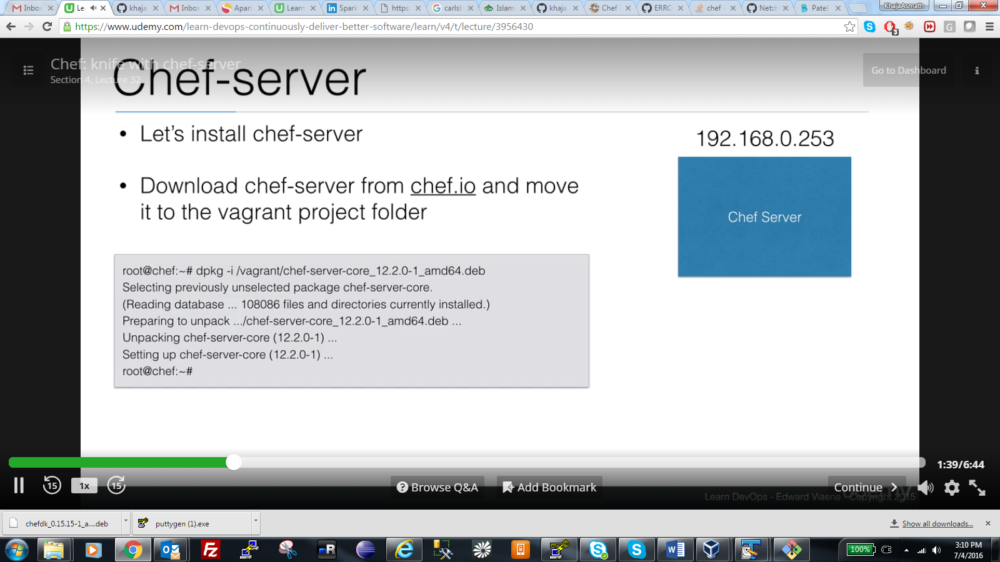 Inbox
Le
khaja
Inbox
Apart
Learn
Spark
https:
carlsb
Islam
khaja
Chef
ERRO
chef
Net::
Patel
KhajaAsmath
https://www.udemy.com/learn-devops-continuously-deliver-better-software/learn/v4/t/lecture/3956430
3
G
Chef: knife with chef-server
Section 4, Lecture 32
Go to Dashboard
Chef-server
• Let's install chef-server
• Download chef-server from chef.io and move
it to the vagrant project folder
192.168.0.253
Chef Server
root@chef:~# dpkg -i /vagrant/chef-server-core_12.2.0-1_amd64.deb
Selecting previously unselected package chef-server-core.
(Reading database ... 108086 files and directories currently installed.)
Preparing to unpack .../chef-server-core_12.2.0-1_amd64.deb ...
Unpacking chef-server-core (12.2.0-1) ...
Setting up chef-server-core (12.2.0-1) ...
root@chef:~#
1:39/6:44
15
1x
15
Browse Q&A
Add Bookmark
Continue
Learn DevOps - Edward Viaene - Copyright 2015
chefdk_0.15.15-1_a....deb
puttygen (1).exe
Show all downloads...
100%
3:10 PM
7/4/2016